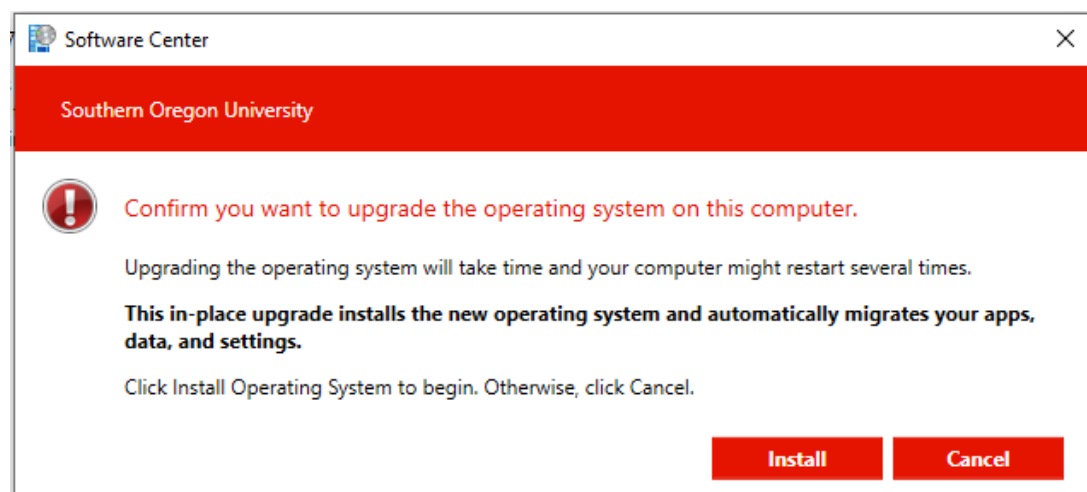 Software Center
Southern Oregon University
Confirm you want to upgrade the operating system on this computer.
Upgrading the operating system will take time and your computer might restart several times.
This in-place upgrade installs the new operating system and automatically migrates your apps,
data, and settings.
Click Install Operating System to begin. Otherwise, click Cancel.
Install
Cancel